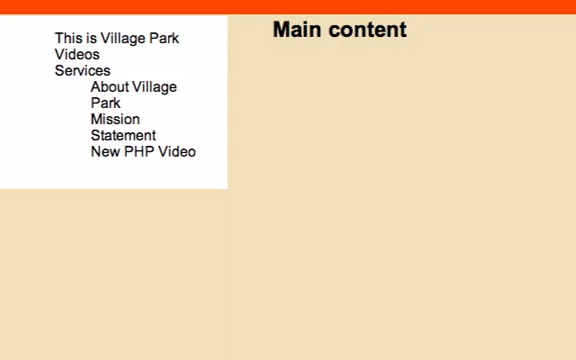 This is Village Park
Videos
Services
About Village
Park
Mission
Statement
New PHP Video
Main content